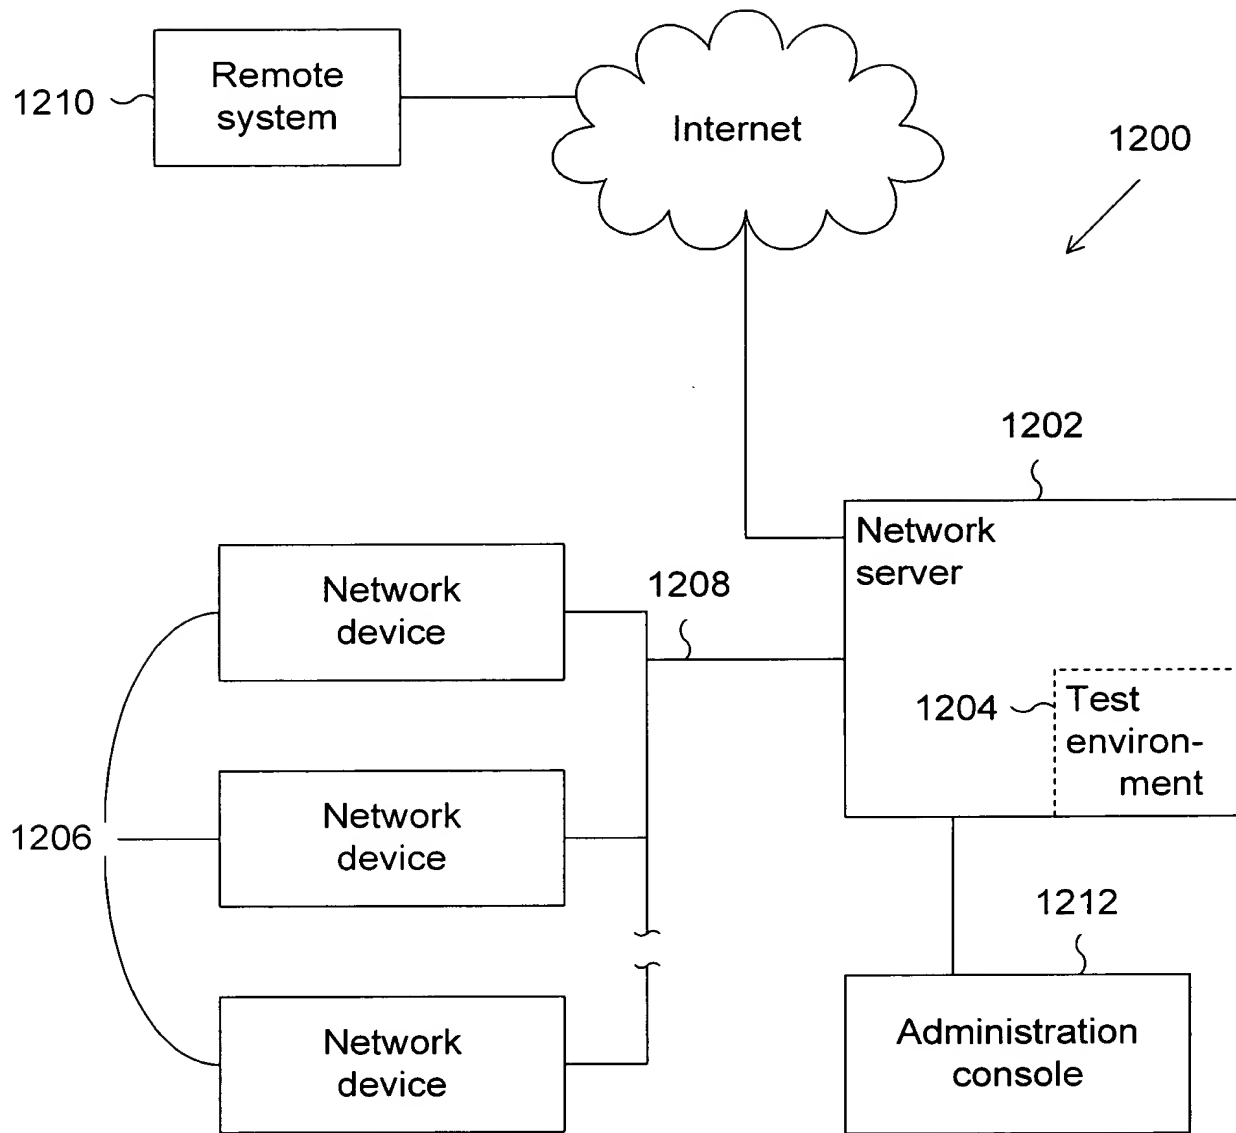 1210
Remote
system
Internet
1200
1202
Network
server
1204
Test
environ-
ment
1208
Network
device
1206
Network
device
Network
device
1212
Administration
console